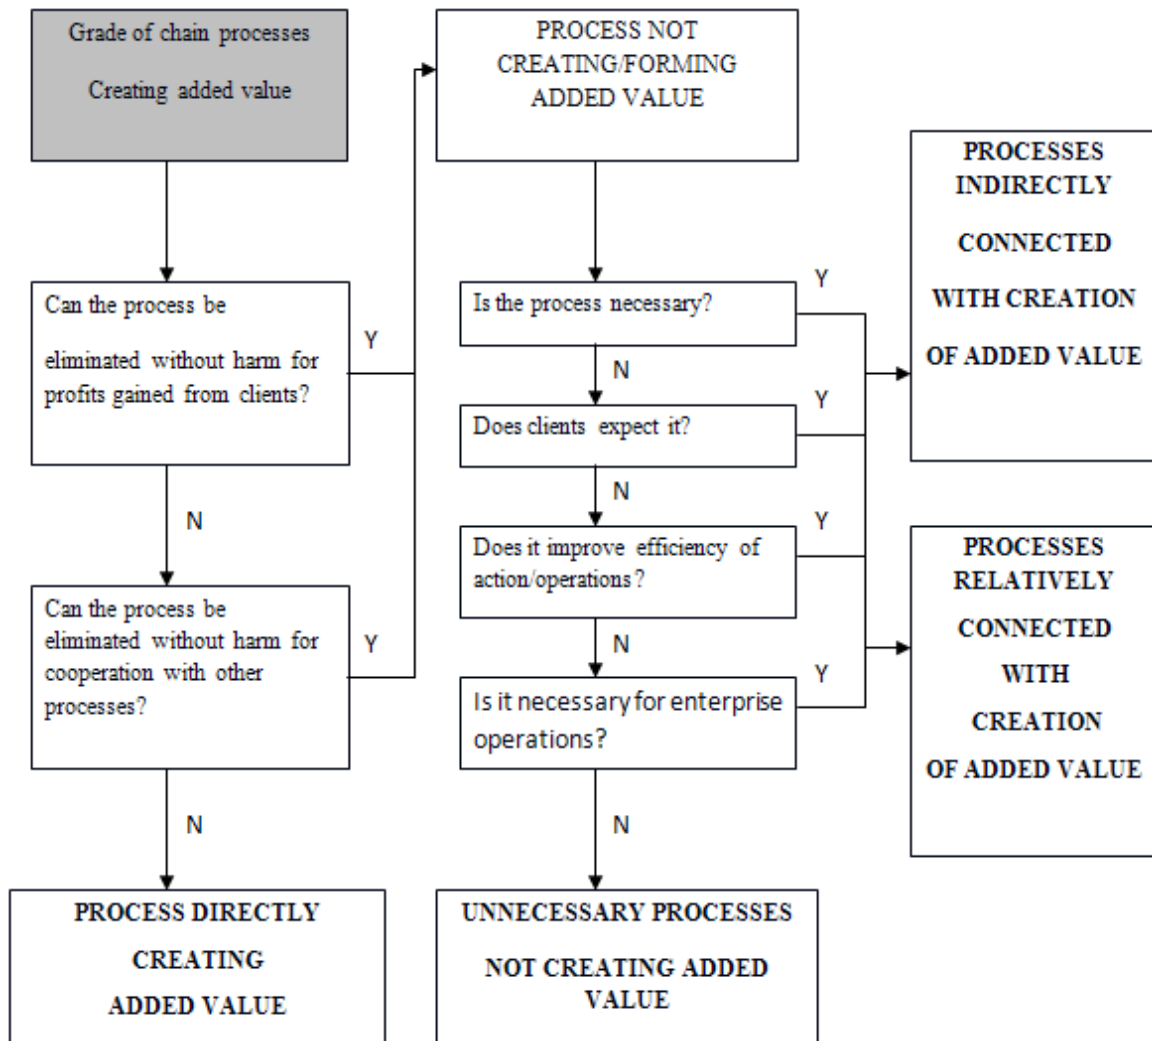 Grade of chain processes
Creating added value
Can the process be
eliminated without harm for
profits gained from clients?
Y
N
Can the process be
eliminated without harm for
cooperation with other
processes?
Y
N
PROCESS DIRECTLY
CREATING
ADDED VALUE
PROCESS NOT
CREATING/FORMING
ADDED VALUE
Is the process necessary?
Y
N
Does clients expect it?
Y
N
Does it improve efficiency of
action/operations?
Y
N
Is it necessary for enterprise
operations?
Y
N
UNNECESSARY PROCESSES
NOT CREATING ADDED
VALUE
PROCESSES
INDIRECTLY
CONNECTED
WITH CREATION
OF ADDED VALUE
PROCESSES
RELATIVELY
CONNECTED
WITH
CREATION
OF ADDED VALUE